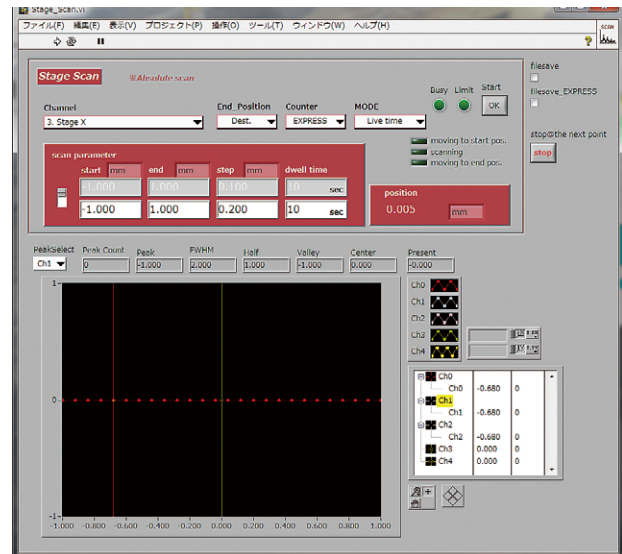 Stage_Scan.vi
ファイル(F) 編集(E) 表示(V) プロジェクト(P) 操作(O) ツール(T) ウィンドウ(W) ヘルプ(H)
SCAN
Stage Scan
※Absolute scan
Busy Limit Start
OK
Channel End_Position Counter MODE
3. Stage X Dest. EXPRESS Live time
moving to start pos.
scanning
moving to end pos.
scan parameter
start mm end mm step mm dwell time
-1.000 1.000 0.100 10 sec
-1.000 1.000 0.200 10 sec
position
0.005 mm
filesave
filesove_EXPRESS
stop@the next point
stop
PeakSelect Peak Count Peak FWHM Half Valley Center Present
Ch1 0 -1.000 2.000 1.000 -1.000 0.000 -0.000
1
0
-1
-1.000 -0.800 -0.600 -0.400 -0.200 0.000 0.200 0.400 0.600 0.800 1.000
Ch0
Ch1
Ch2
Ch3
Ch4
Ch0
Ch0 -0.680 0
Ch1
Ch1 -0.680 0
Ch2
Ch2 -0.680 0
Ch3 0.000 0
Ch4 0.000 0